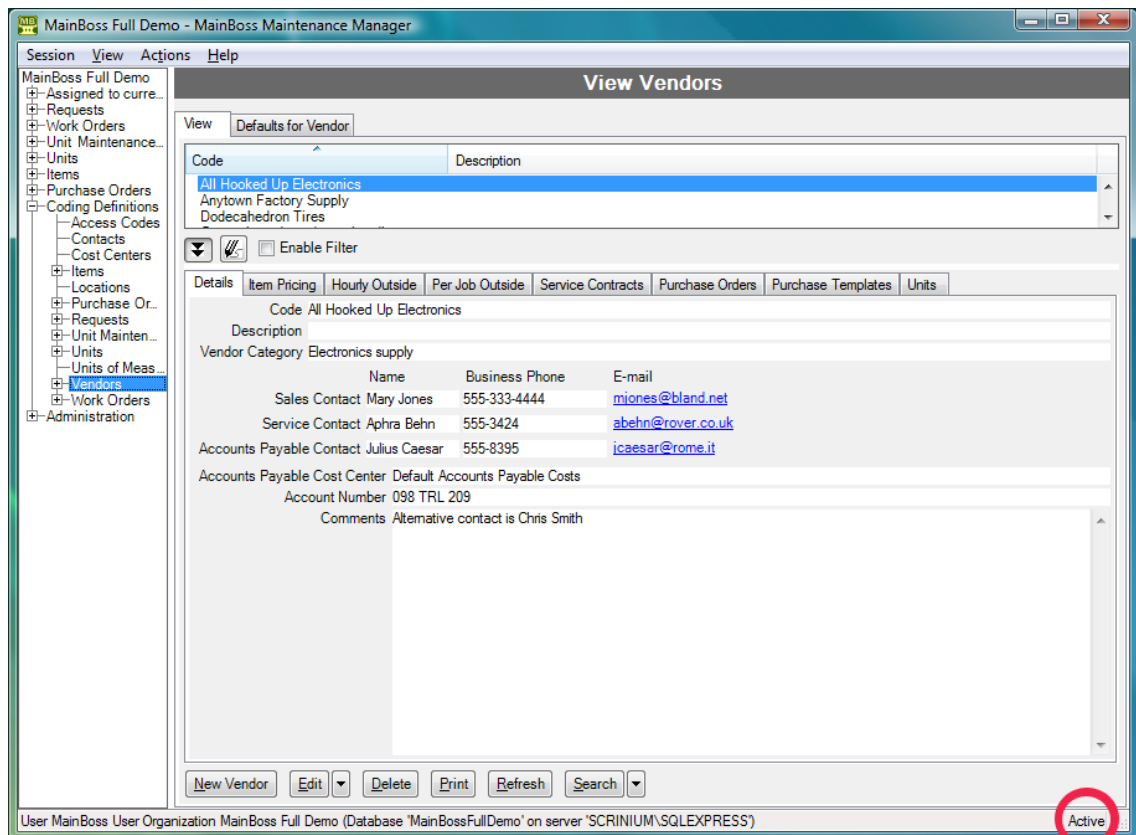 MainBoss Full Demo - MainBoss Maintenance Manager
Session View Actions Help
MainBoss Full Demo
Assigned to curre...
Requests
Work Orders
Unit Maintenance...
Units
Items
Purchase Orders
Coding Definitions
Access Codes
Contacts
Cost Centers
Items
Locations
Purchase Or...
Requests
Unit Mainten...
Units
Units of Meas...
Vendors
Work Orders
Administration
View Vendors
View Defaults for Vendor
Code Description
All Hooked Up Electronics
Anytown Factory Supply
Dodecahedron Tires
Enable Filter
Details Item Pricing Hourly Outside Per Job Outside Service Contracts Purchase Orders Purchase Templates Units
Code All Hooked Up Electronics
Description
Vendor Category Electronics supply
Name Business Phone E-mail
Sales Contact Mary Jones 555-333-4444 mjones@bland.net
Service Contact Aphra Behn 555-3424 abehn@rover.co.uk
Accounts Payable Contact Julius Caesar 555-8395 jcaesar@rome.it
Accounts Payable Cost Center Default Accounts Payable Costs
Account Number 098 TRL 209
Comments Alternative contact is Chris Smith
New Vendor Edit Delete Print Refresh Search
User MainBoss User Organization MainBoss Full Demo (Database 'MainBossFullDemo' on server 'SCRINIUM\SQLEXPRESS') Active